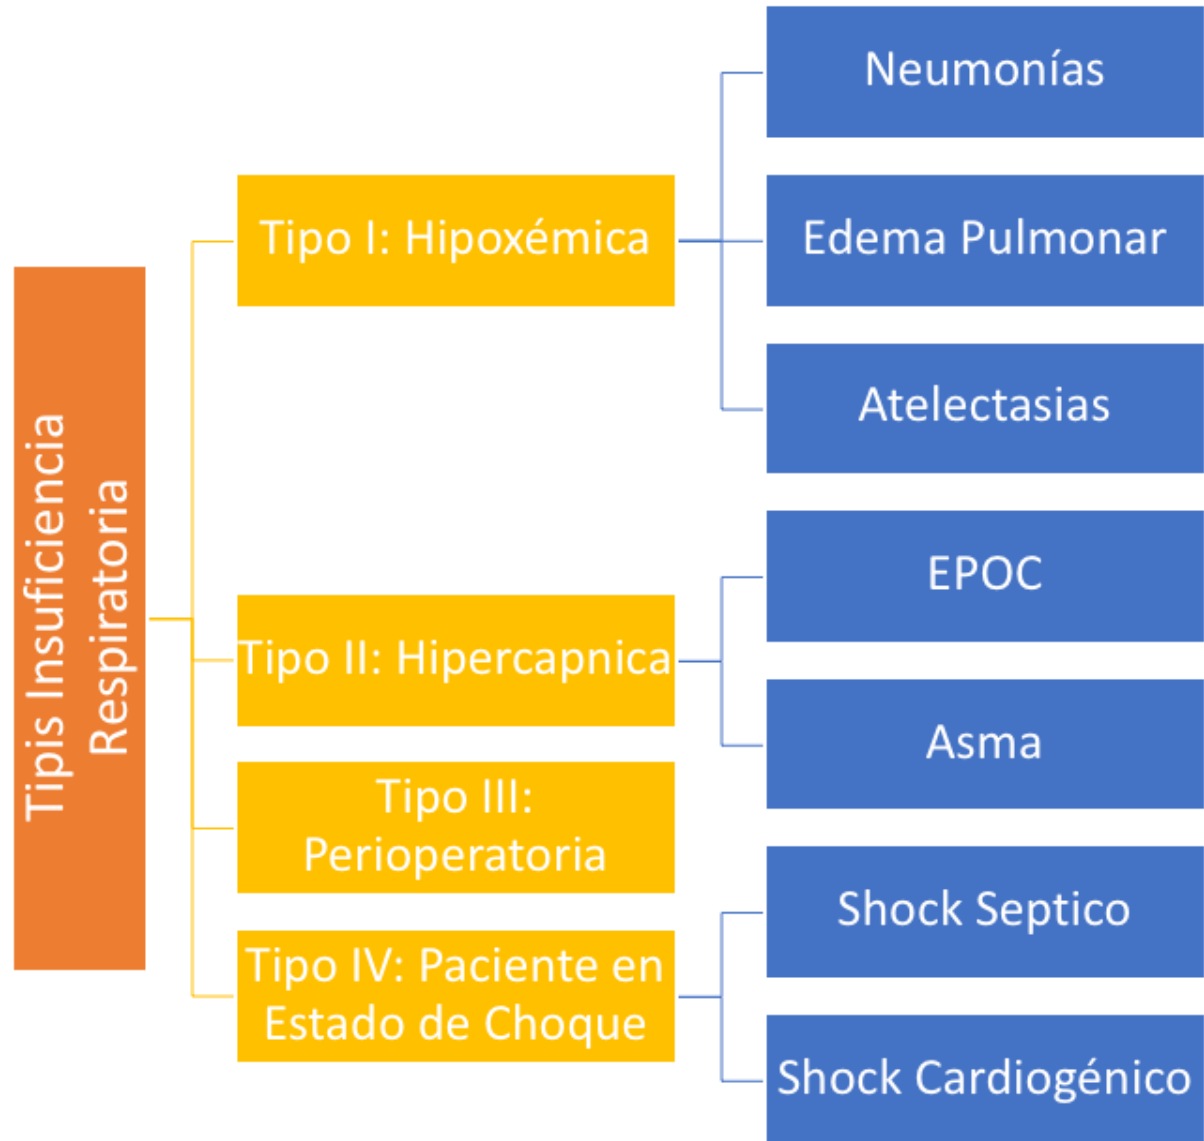 Tipis Insuficiencia
Respiratoria
Tipo I: Hipoxémica
Neumonías
Edema Pulmonar
Atelectasias
Tipo II: Hipercapnica
EPOC
Asma
Tipo III:
Perioperatoria
Tipo IV: Paciente en
Estado de Choque
Shock Septico
Shock Cardiogénico